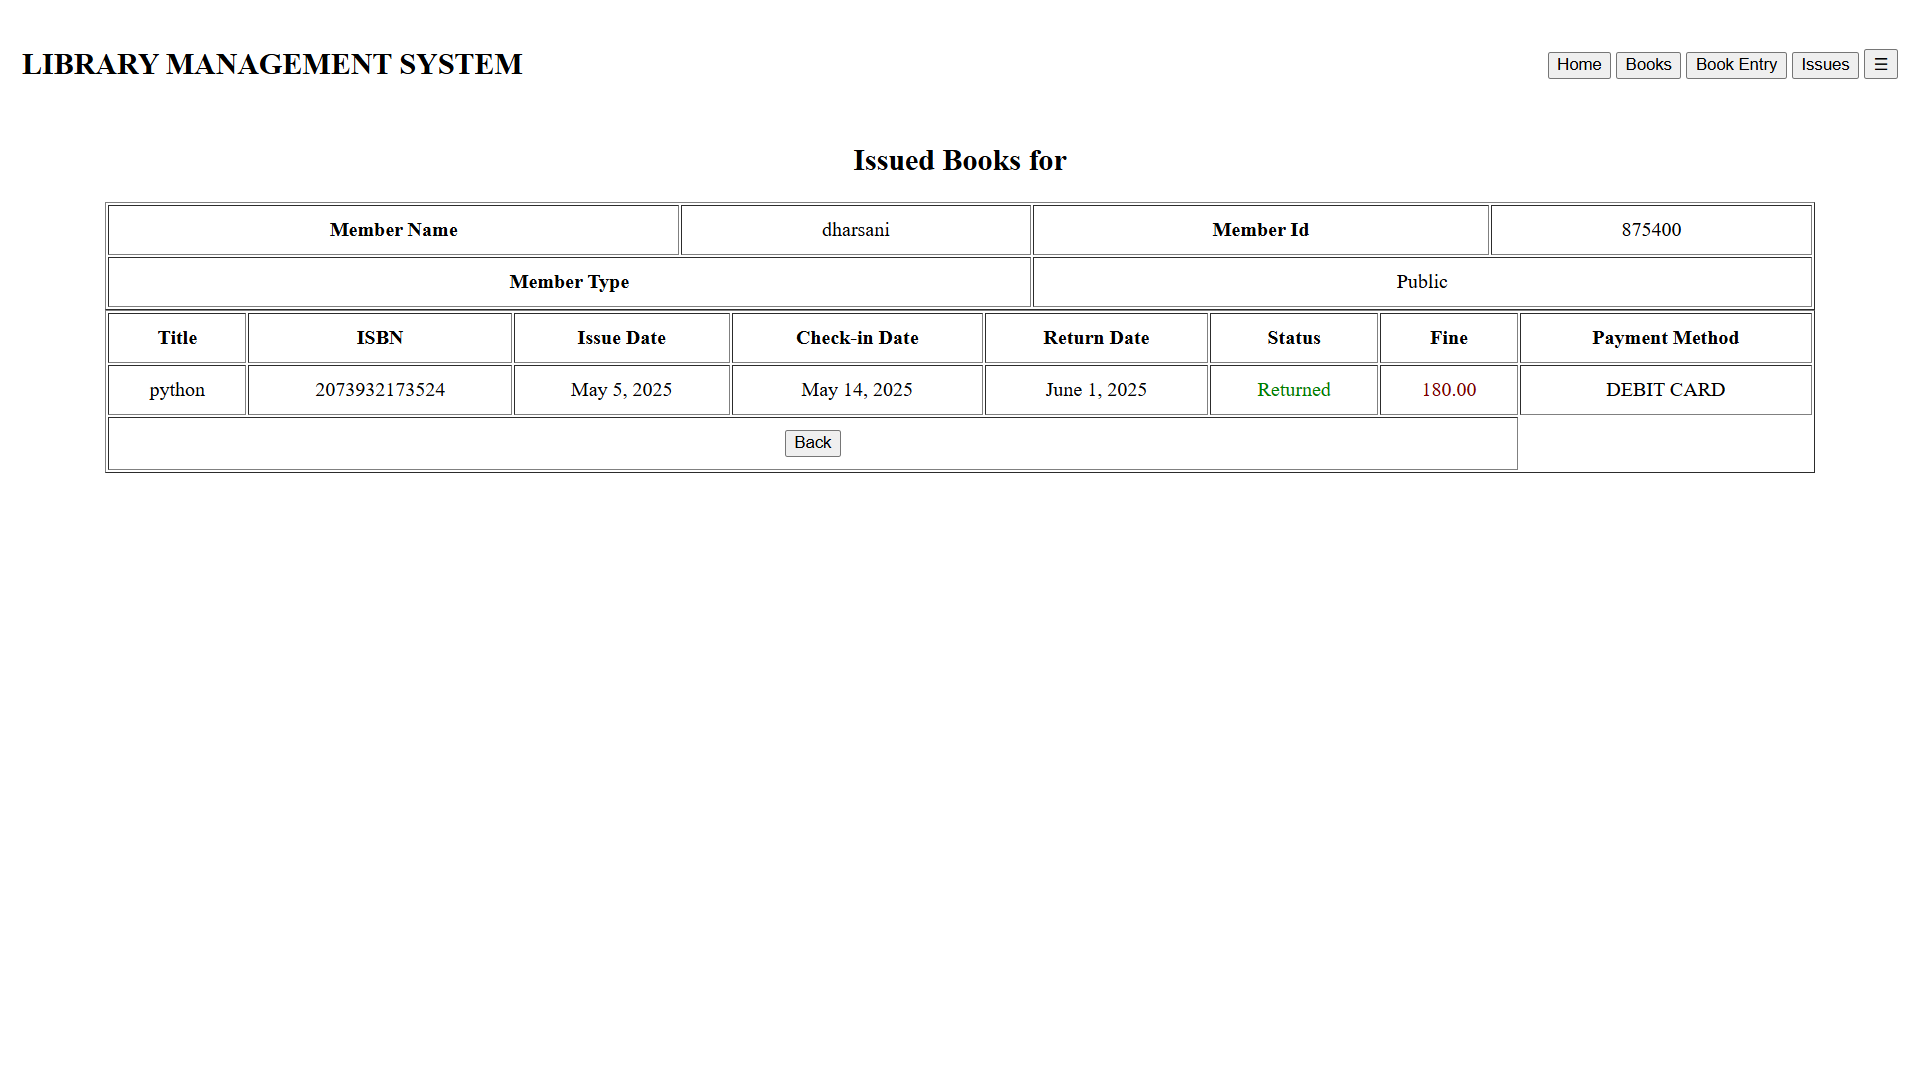 LIBRARY MANAGEMENT SYSTEM
Home Books Book Entry Issues ☰
Issued Books for
Member Name dharsani Member Id 875400
Member Type Public
Title ISBN Issue Date Check-in Date Return Date Status Fine Payment Method
python 2073932173524 May 5, 2025 May 14, 2025 June 1, 2025 Returned 180.00 DEBIT CARD
Back